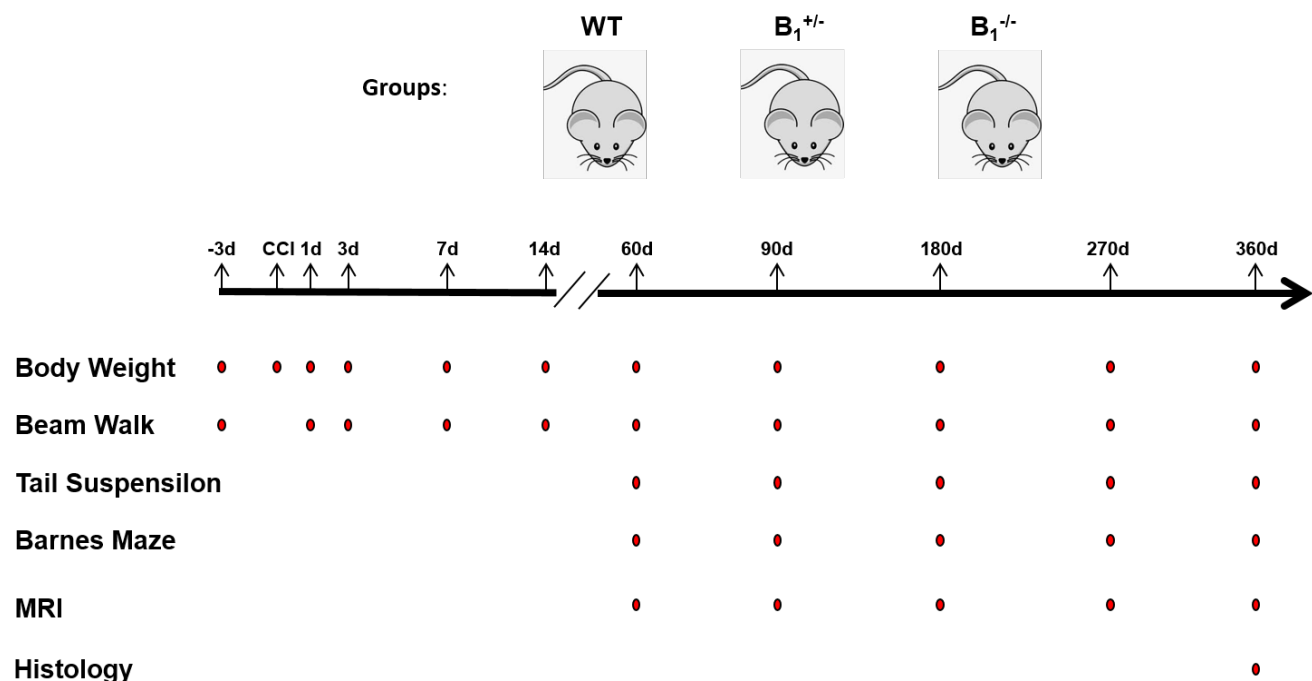 WT B₁⁺/⁻ B₁⁻/⁻
Groups:
-3d CCI 1d 3d 7d 14d 60d 90d 180d 270d 360d
Body Weight
Beam Walk
Tail Suspensilon
Barnes Maze
MRI
Histology